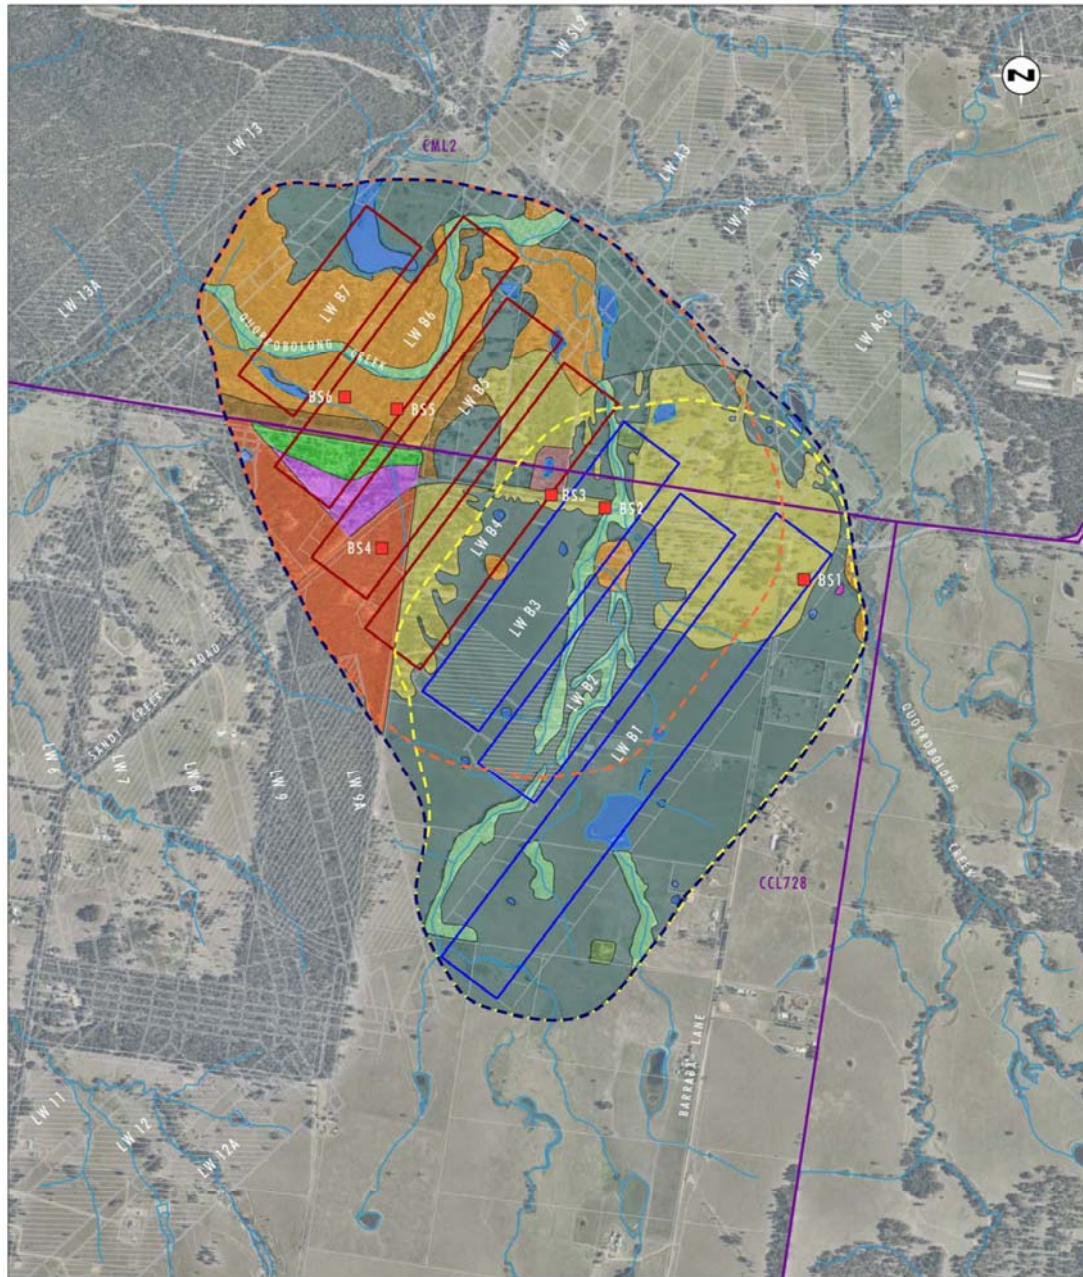 LW SL2
N
LW 13
CML2
LW A3
LW A4
LW A5
LW A5a
LW 13A
LW B7
LW B6
QUORROBOLONG
CREEK
LW B5
BS6
BS5
BS3
BS2
BS4
LW B4
BS1
LW B3
LW B2
LW B1
SANDY CREEK ROAD
LW 6
LW 7
LW 8
LW 9
LW 9A
QUORROBOLONG
CREEK
CCL728
BARRABA LANE
LW 11
LW 12
LW 12A